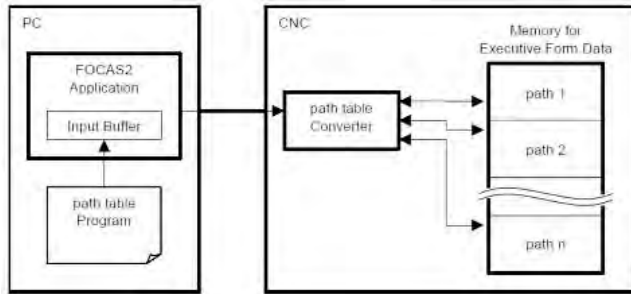 PC
FOCAS2
Application
Input Buffer
path table
Program
CNC
path table
Converter
Memory for
Executive Form Data
path 1
path 2
path n